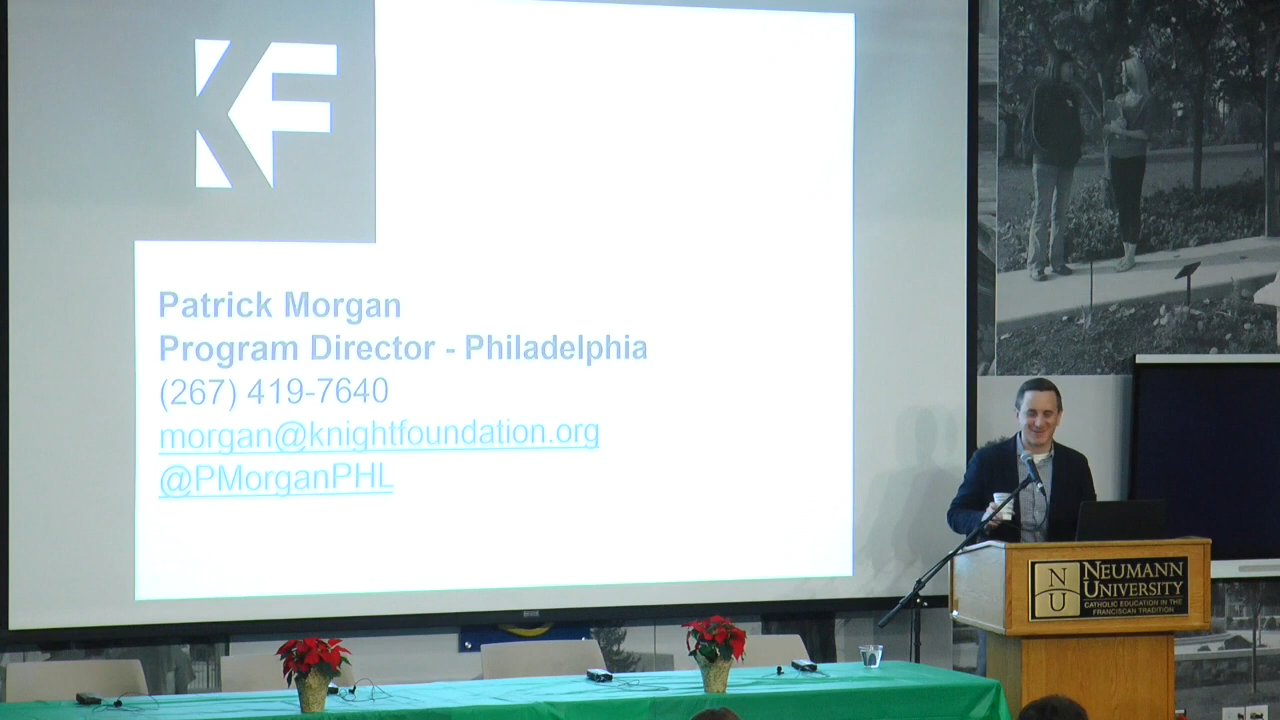 KF
Patrick Morgan
Program Director - Philadelphia
(267) 419-7640
morgan@knightfoundation.org
@PMorganPHL
NU
NEUMANN
UNIVERSITY
CATHOLIC EDUCATION IN THE
FRANCISCAN TRADITION